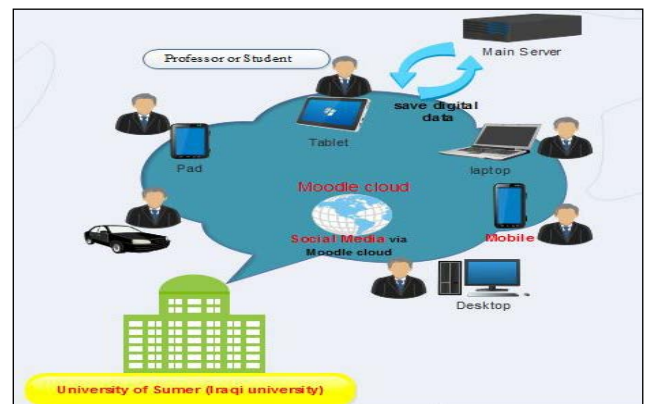 Main Server
Professor or Student
save digital
data
Tablet
laptop
Pad
Moodle cloud
Social Media via
Moodle cloud
Mobile
Desktop
University of Sumer (Iraqi university)